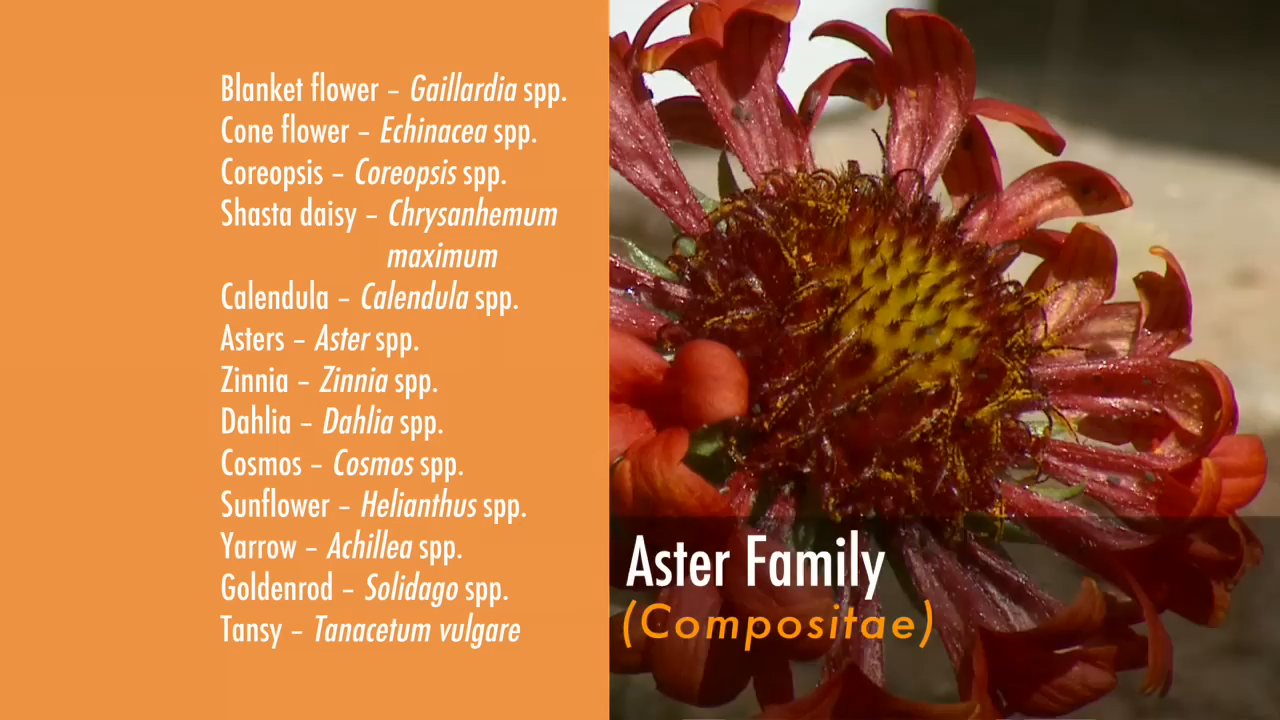 Blanket flower – Gaillardia spp.
Cone flower – Echinacea spp.
Coreopsis – Coreopsis spp.
Shasta daisy – Chrysanhemum
maximum
Calendula – Calendula spp.
Asters – Aster spp.
Zinnia – Zinnia spp.
Dahlia – Dahlia spp.
Cosmos – Cosmos spp.
Sunflower – Helianthus spp.
Yarrow – Achillea spp.
Goldenrod – Solidago spp.
Tansy – Tanacetum vulgare
Aster Family
(Compositae)